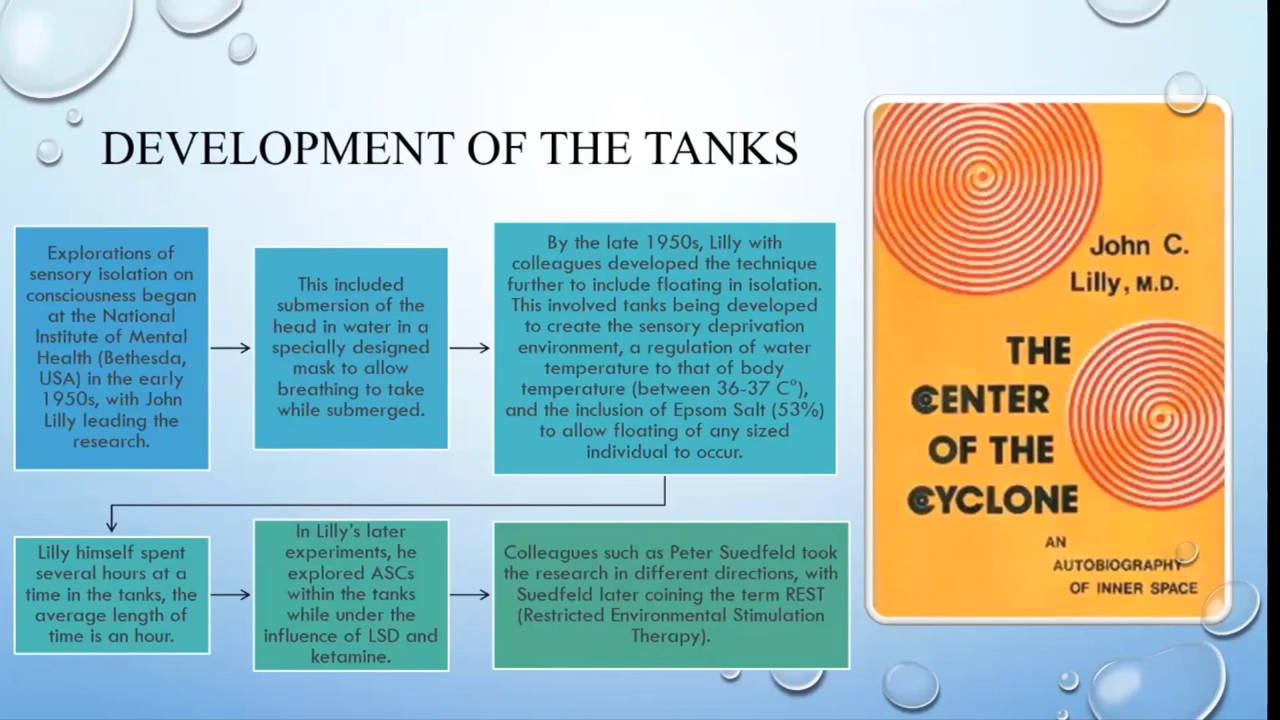 DEVELOPMENT OF THE TANKS
Explorations of
sensory isolation on
consciousness began
at the National
Institute of Mental
Health (Bethesda,
USA) in the early
1950s, with John
Lilly leading the
research.
This included
submersion of the
head in water in a
specially designed
mask to allow
breathing to take
while submerged.
By the late 1950s, Lilly with
colleagues developed the technique
further to include floating in isolation.
This involved tanks being developed
to create the sensory deprivation
environment, a regulation of water
temperature to that of body
temperature (between 36-37 C°),
and the inclusion of Epsom Salt (53%)
to allow floating of any sized
individual to occur.
Lilly himself spent
several hours at a
time in the tanks, the
average length of
time is an hour.
In Lilly's later
experiments, he
explored ASCs
within the tanks
while under the
influence of LSD and
ketamine.
Colleagues such as Peter Suedfeld took
the research in different directions, with
Suedfeld later coining the term REST
(Restricted Environmental Stimulation
Therapy).
John C.
Lilly, M.D.
THE
CENTER
OF THE
CYCLONE
AN
AUTOBIOGRAPHY
OF INNER SPACE